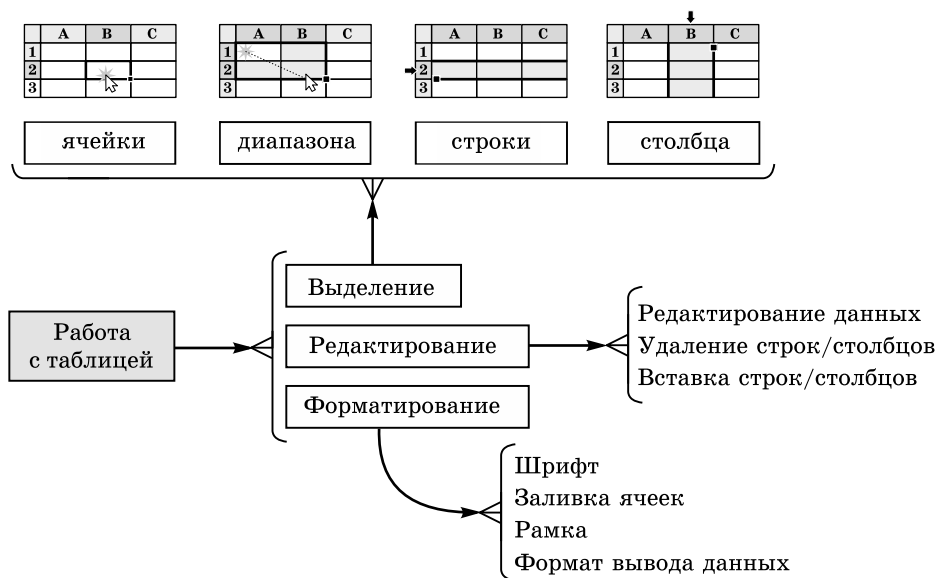 A B C
1
2
3
A B C
1
2
3
A B C
1
2
3
A B C
1
2
3
ячейки
диапазона
строки
столбца
Выделение
Работа
с таблицей
Редактирование
Форматирование
Редактирование данных
Удаление строк/столбцов
Вставка строк/столбцов
Шрифт
Заливка ячеек
Рамка
Формат вывода данных